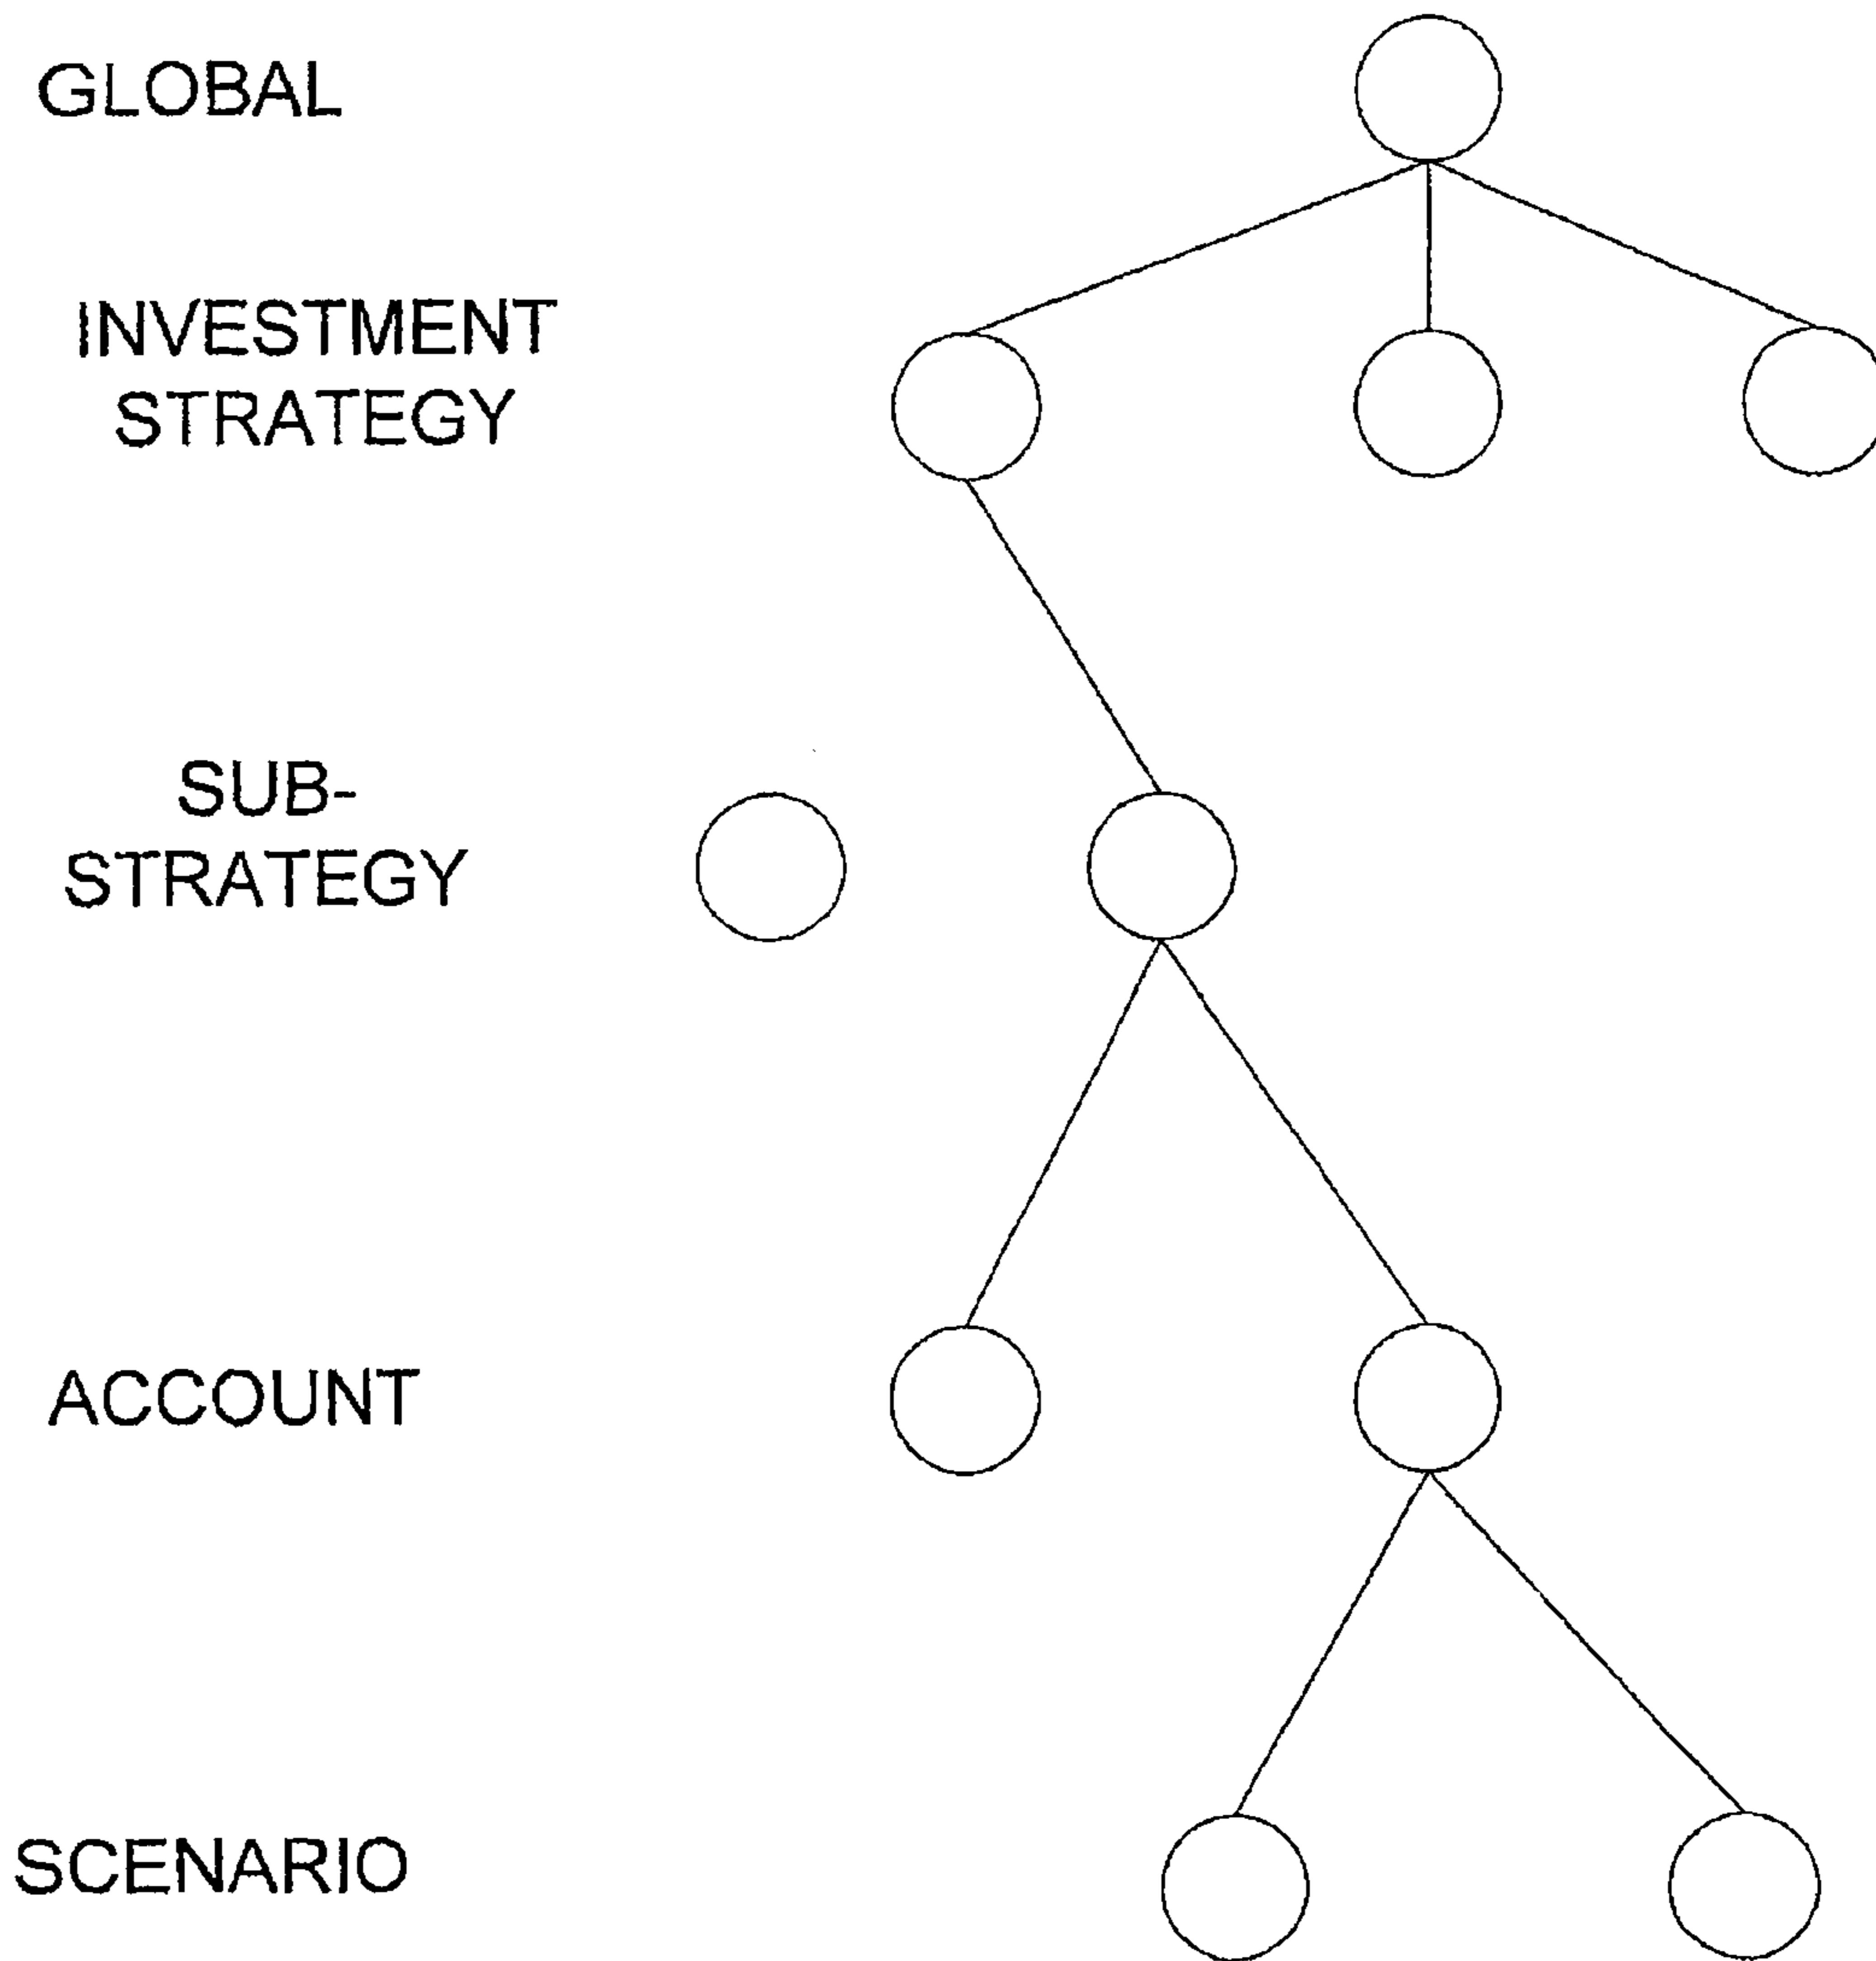 GLOBAL
INVESTMENT
STRATEGY
SUB-
STRATEGY
ACCOUNT
SCENARIO